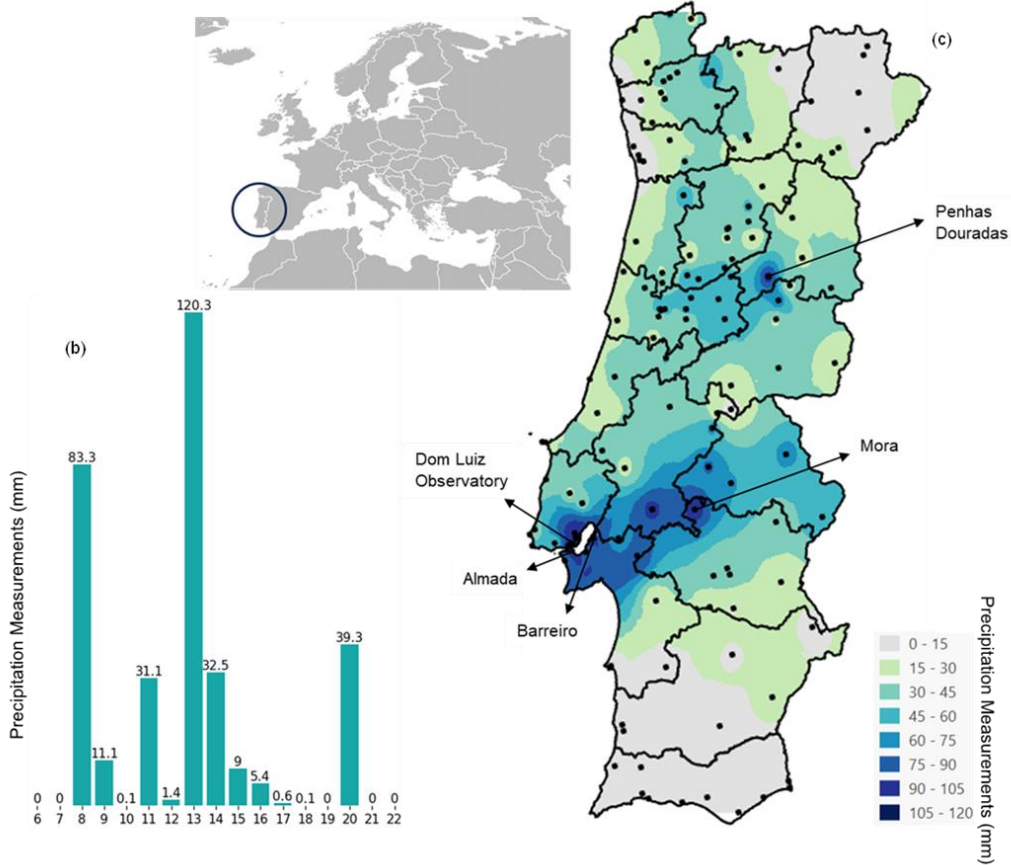 (c)
Penhas
Douradas
(b)
Precipitation Measurements (mm)
120.3
83.3
39.3
32.5
31.1
11.1
9
5.4
1.4
0.6
0 0 0.1 0.1 0 0 0
6 7 8 9 10 11 12 13 14 15 16 17 18 19 20 21 22
Mora
Dom Luiz
Observatory
Almada
Barreiro
0 - 15
15 - 30
30 - 45
45 - 60
60 - 75
75 - 90
90 - 105
105 - 120
Precipitation Measurements (mm)